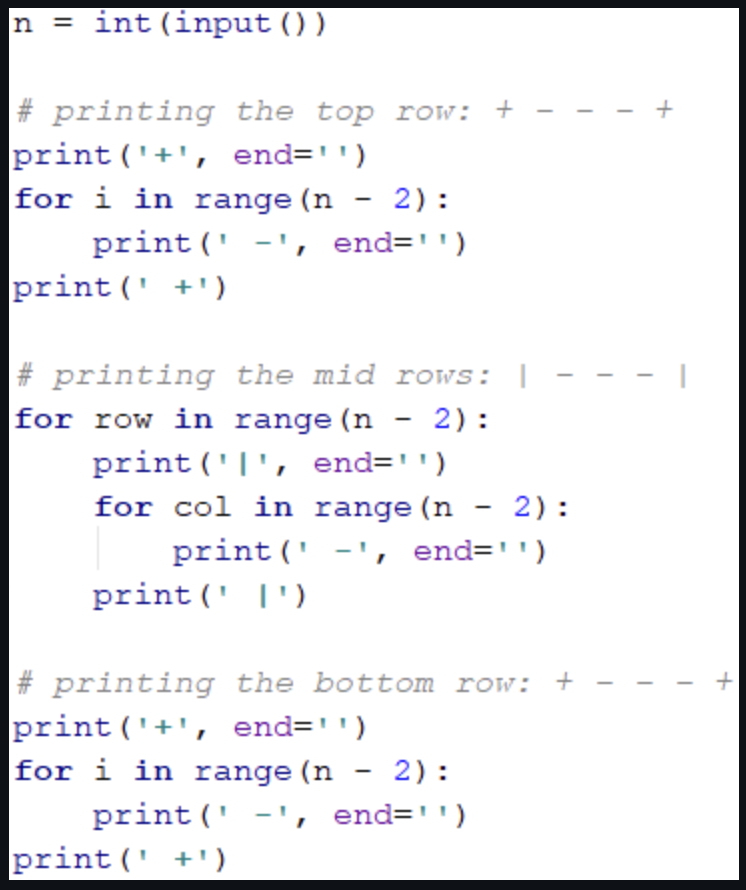 n = int(input())
# printing the top row: + - - - +
print('+', end='')
for i in range(n - 2):
    print(' -', end='')
print(' +')
# printing the mid rows: | - - - |
for row in range(n - 2):
    print('|', end='')
    for col in range(n - 2):
        print(' -', end='')
    print(' |')
# printing the bottom row: + - - - +
print('+', end='')
for i in range(n - 2):
    print(' -', end='')
print(' +')